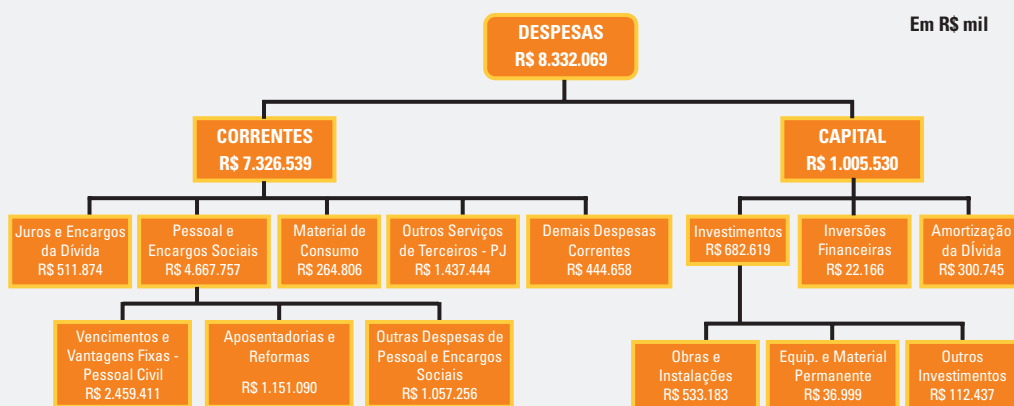 Em R$ mil
DESPESAS
R$ 8.332.069
CORRENTES
R$ 7.326.539
CAPITAL
R$ 1.005.530
Juros e Encargos
da Dívida
R$ 511.874
Pessoal e
Encargos Sociais
R$ 4.667.757
Material de
Consumo
R$ 264.806
Outros Serviços
de Terceiros - PJ
R$ 1.437.444
Demais Despesas
Correntes
R$ 444.658
Investimentos
R$ 682.619
Inversões
Financeiras
R$ 22.166
Amortização
da DÍvida
R$ 300.745
Vencimentos e
Vantagens Fixas -
Pessoal Civil
R$ 2.459.411
Aposentadorias e
Reformas
R$ 1.151.090
Outras Despesas de
Pessoal e Encargos
Sociais
R$ 1.057.256
Obras e
Instalações
R$ 533.183
Equip. e Material
Permanente
R$ 36.999
Outros
Investimentos
R$ 112.437